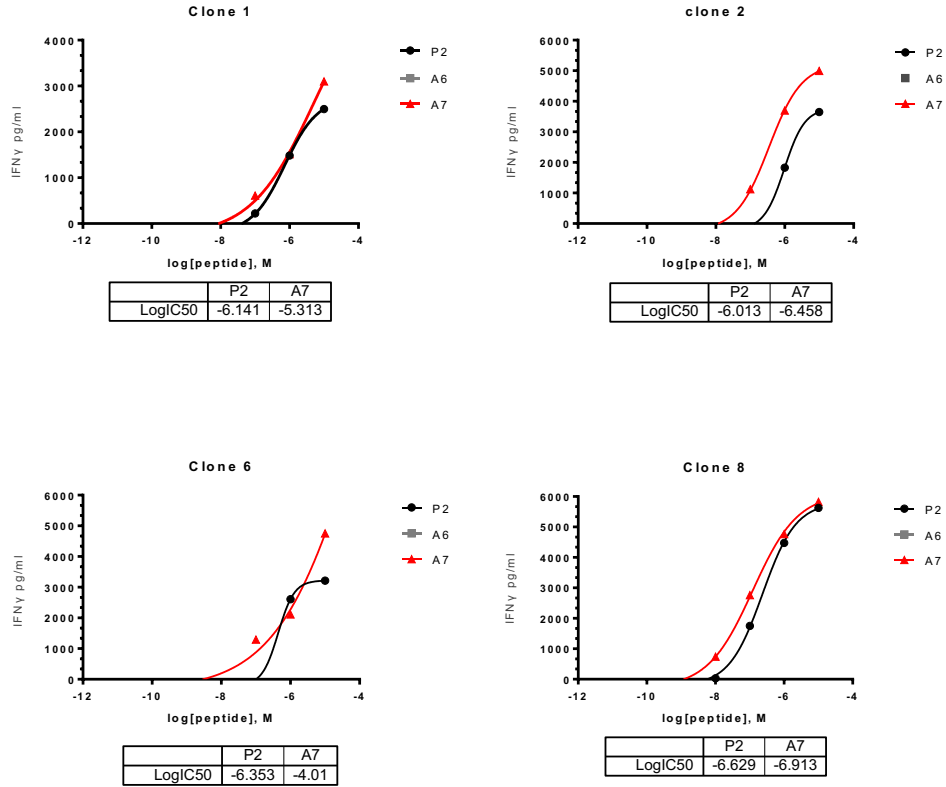 Clone 1
4000
3000
2000
1000
0
-12 -10 -8 -6 -4
IFNγ pg/ml
log[peptide], M
P2
A6
A7
P2 A7
LogIC50 -6.141 -5.313
clone 2
6000
5000
4000
3000
2000
1000
0
-12 -10 -8 -6 -4
IFNγ pg/ml
log[peptide], M
P2
A6
A7
P2 A7
LogIC50 -6.013 -6.458
Clone 6
6000
5000
4000
3000
2000
1000
0
-12 -10 -8 -6 -4
IFNγ pg/ml
log[peptide], M
P2
A6
A7
P2 A7
LogIC50 -6.353 -4.01
Clone 8
6000
5000
4000
3000
2000
1000
0
-12 -10 -8 -6 -4
IFNγ pg/ml
log[peptide], M
P2
A6
A7
P2 A7
LogIC50 -6.629 -6.913